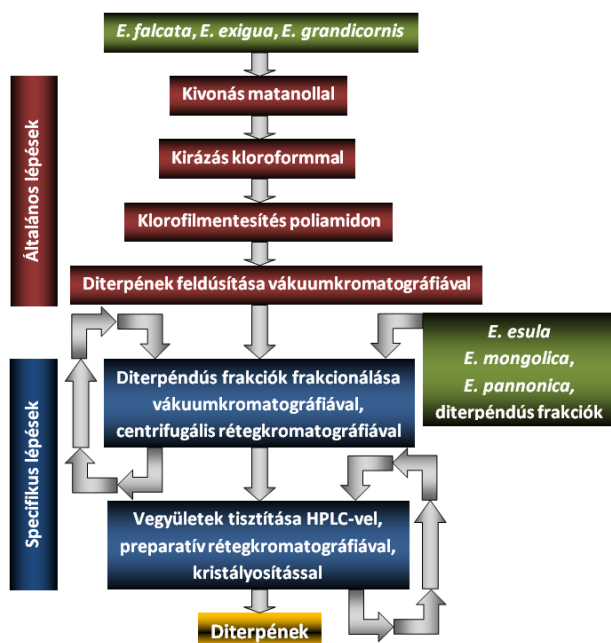 E. falcata, E. exigua, E. grandicornis
Általános lépések
Kivonás matanollal
Kirázás kloroformmal
Klorofilmentesítés poliamidon
Diterpének feldúsítása vákuumkromatográfiával
E. esula
E. mongolica,
E. pannonica,
diterpéndús frakciók
Specifikus lépések
Diterpéndús frakciók frakcionálása
vákuumkromatográfiával,
centrifugális rétegkromatográfiával
Vegyületek tisztítása HPLC-vel,
preparatív rétegkromatográfiával,
kristályosítással
Diterpének